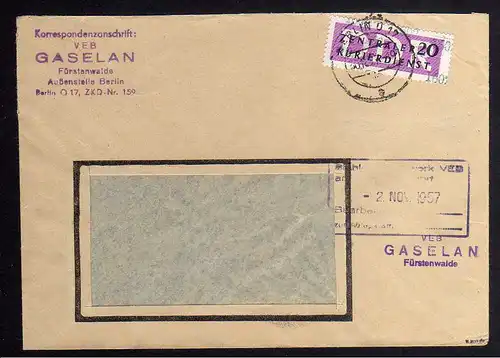 Korrespondenzanschrift:
VEB
GASELAN
Fürstenwalde
Außenstelle Berlin
Berlin O 17, ZKD-Nr. 159
ZENTRALER 20
KURIERDIENST
VEB
- 2. NOV. 1957
VEB
GASELAN
Fürstenwalde